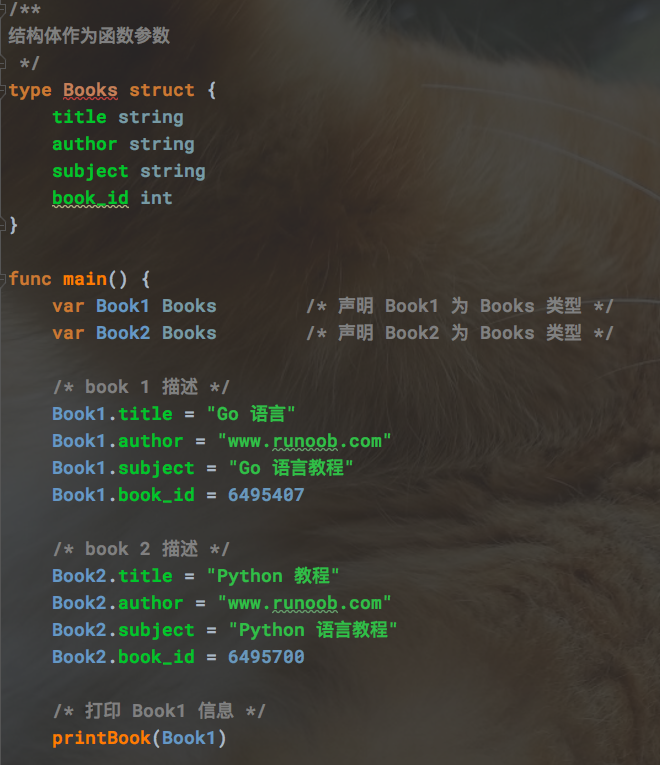 /**
结构体作为函数参数
 */
type Books struct {
    title string
    author string
    subject string
    book_id int
}

func main() {
    var Book1 Books        /* 声明 Book1 为 Books 类型 */
    var Book2 Books        /* 声明 Book2 为 Books 类型 */

    /* book 1 描述 */
    Book1.title = "Go 语言"
    Book1.author = "www.runoob.com"
    Book1.subject = "Go 语言教程"
    Book1.book_id = 6495407

    /* book 2 描述 */
    Book2.title = "Python 教程"
    Book2.author = "www.runoob.com"
    Book2.subject = "Python 语言教程"
    Book2.book_id = 6495700

    /* 打印 Book1 信息 */
    printBook(Book1)